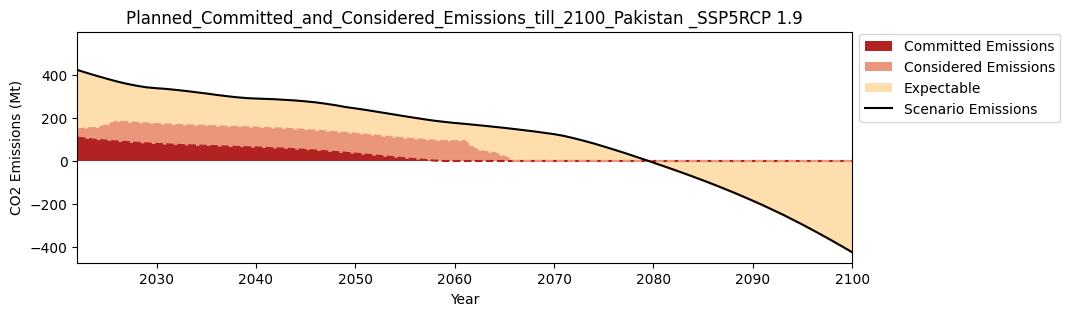 Planned_Committed_and_Considered_Emissions_till_2100_Pakistan _SSP5RCP 1.9
Committed Emissions
Considered Emissions
Expectable
Scenario Emissions
CO2 Emissions (Mt)
400
200
0
−200
−400
2030
2040
2050
2060
2070
2080
2090
2100
Year